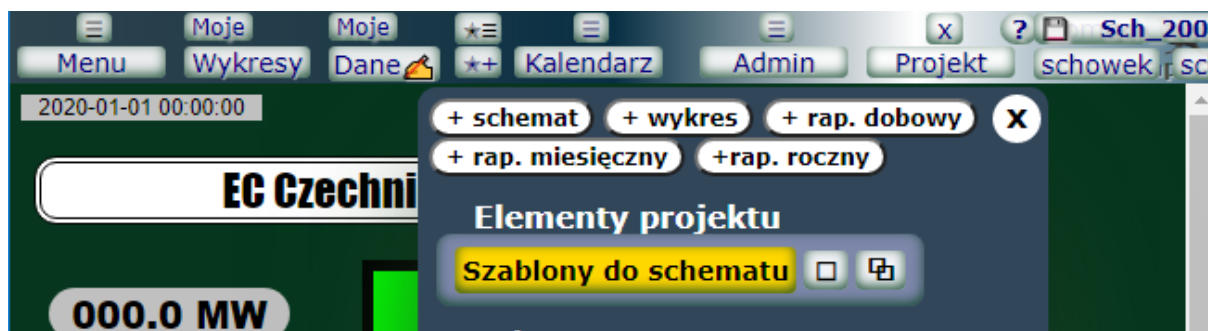 Moje Moje ★≡ x ? Sch_200
Menu Wykresy Dane ★+ Kalendarz Admin Projekt schowek sc
2020-01-01 00:00:00
+ schemat + wykres + rap. dobowy X
+ rap. miesięczny +rap. roczny
EC Czechni
Elementy projektu
Szablony do schematu
000.0 MW